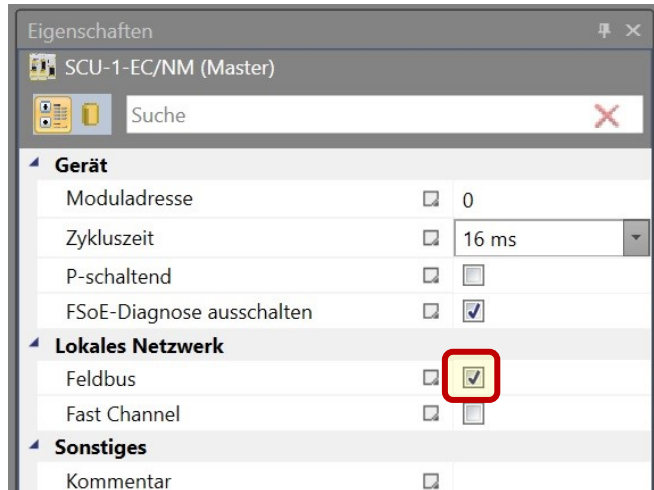 Eigenschaften
SCU-1-EC/NM (Master)
Suche
Gerät
Moduladresse 0
Zykluszeit 16 ms
P-schaltend
FSoE-Diagnose ausschalten
Lokales Netzwerk
Feldbus
Fast Channel
Sonstiges
Kommentar